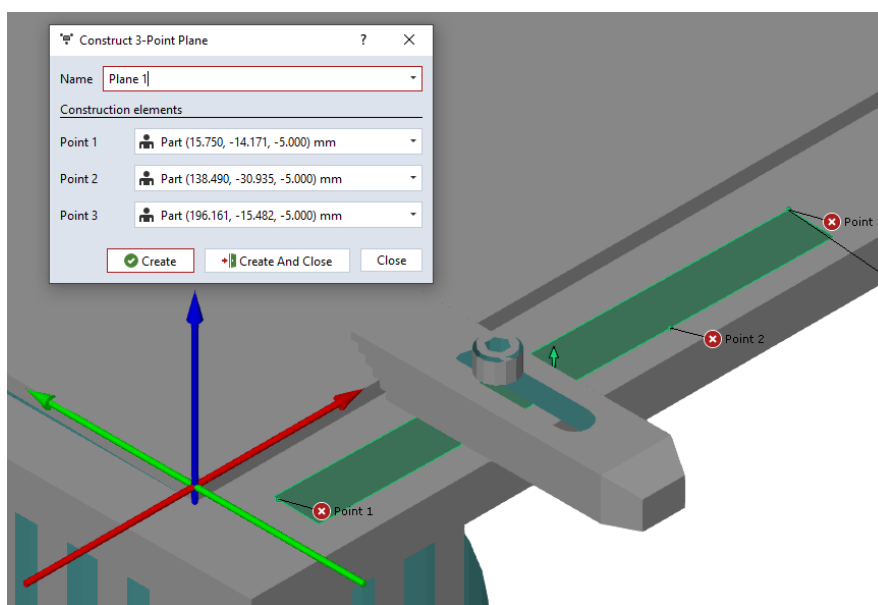 Construct 3-Point Plane
Name Plane 1
Construction elements
Point 1 Part (15.750, -14.171, -5.000) mm
Point 2 Part (138.490, -30.935, -5.000) mm
Point 3 Part (196.161, -15.482, -5.000) mm
Create Create And Close Close
Point
Point 2
Point 1